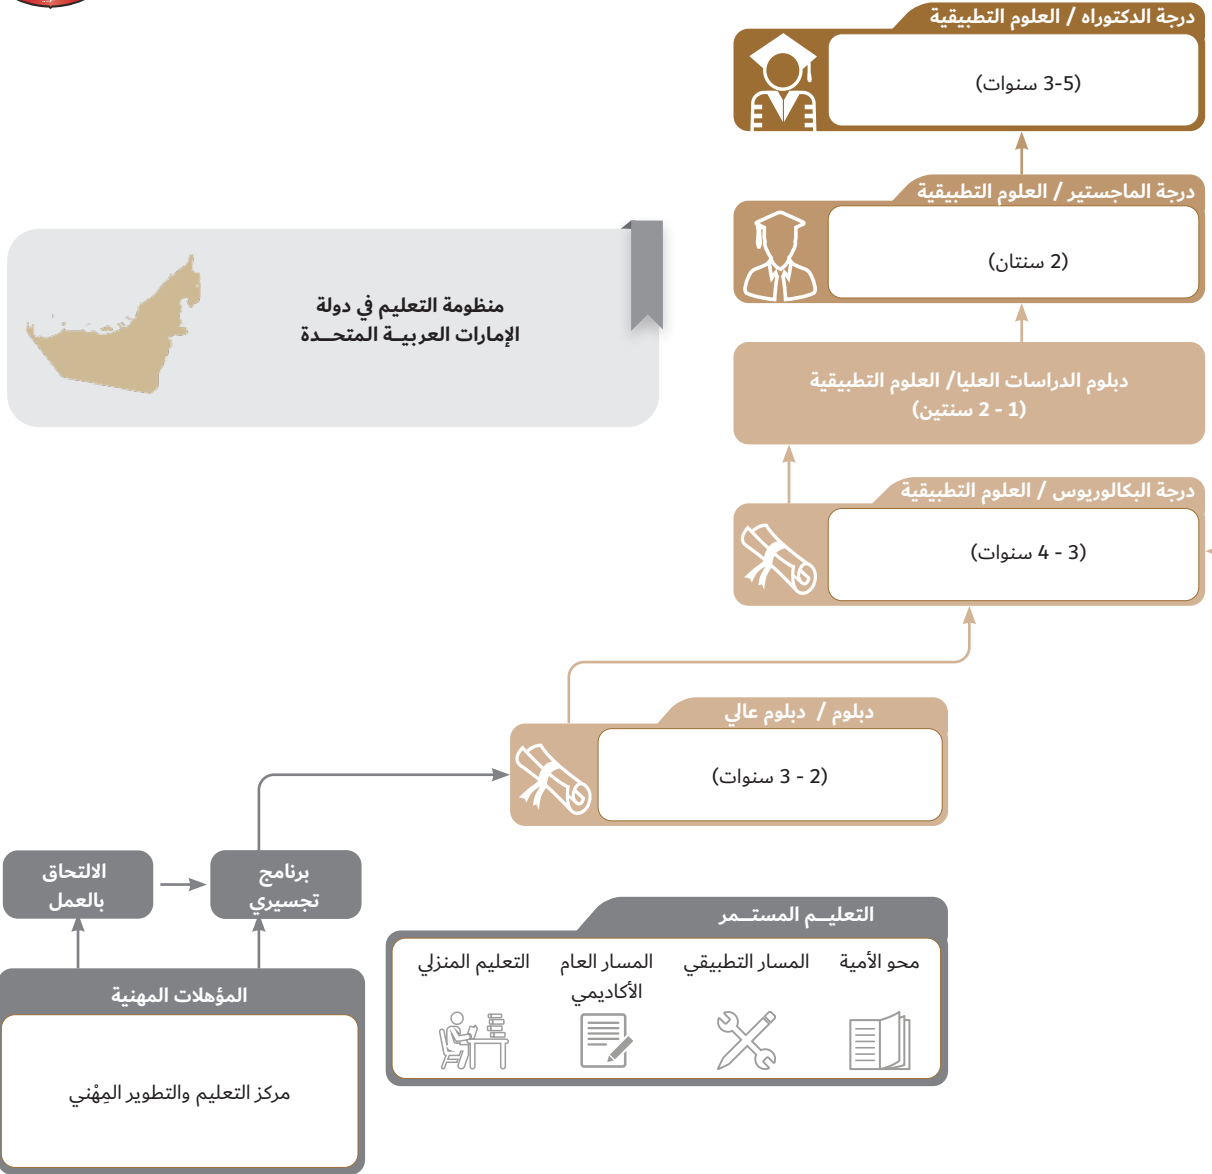 درجة الدكتوراه / العلوم التطبيقية
(3-5 سنوات)
درجة الماجستير / العلوم التطبيقية
(2 سنتان)
منظومة التعليم في دولة
الإمارات العربيــة المتحــدة
دبلوم الدراسات العليا/ العلوم التطبيقية
(1 - 2 سنتين)
درجة البكالوريوس / العلوم التطبيقية
(3 - 4 سنوات)
دبلوم / دبلوم عالي
(2 - 3 سنوات)
برنامج
تجسيري
الالتحاق
بالعمل
التعليــم المستــمر
محو الأمية
المسار التطبيقي
المسار العام
الأكاديمي
التعليم المنزلي
المؤهلات المهنية
مركز التعليم والتطوير المِهْني